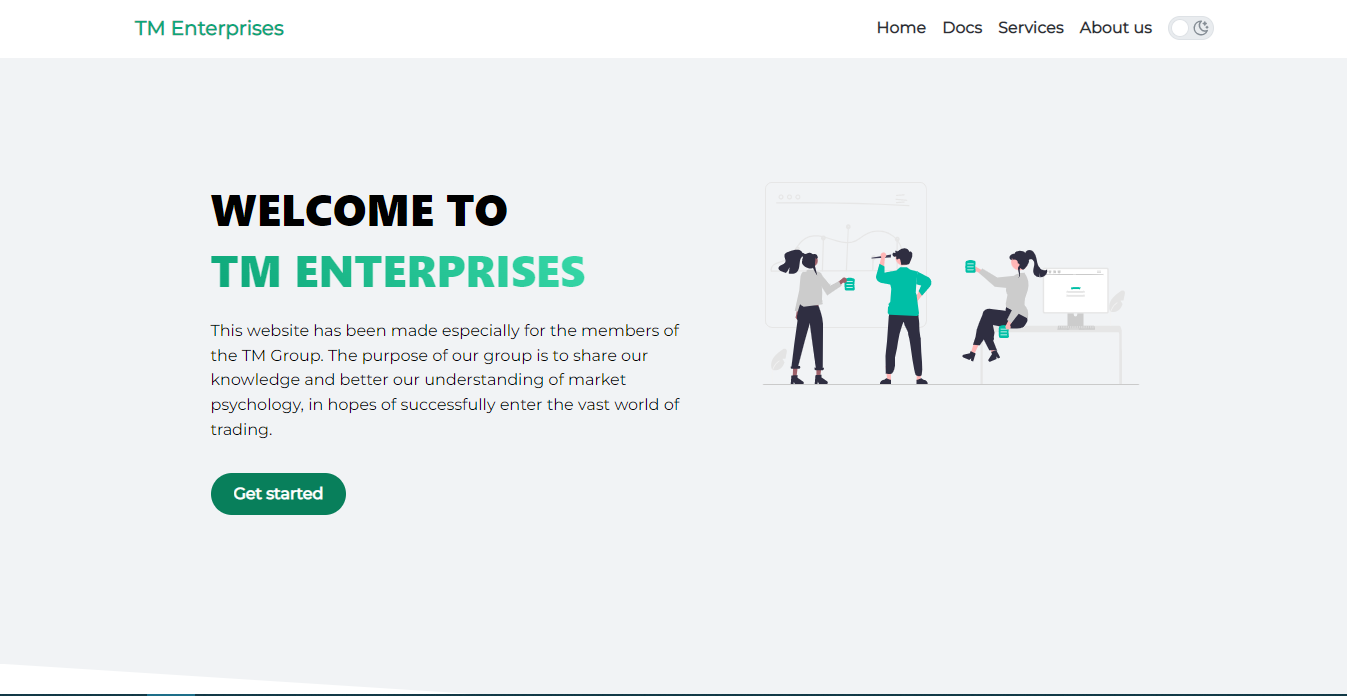 TM Enterprises
Home Docs Services About us
WELCOME TO
TM ENTERPRISES
This website has been made especially for the members of
the TM Group. The purpose of our group is to share our
knowledge and better our understanding of market
psychology, in hopes of successfully enter the vast world of
trading.
Get started